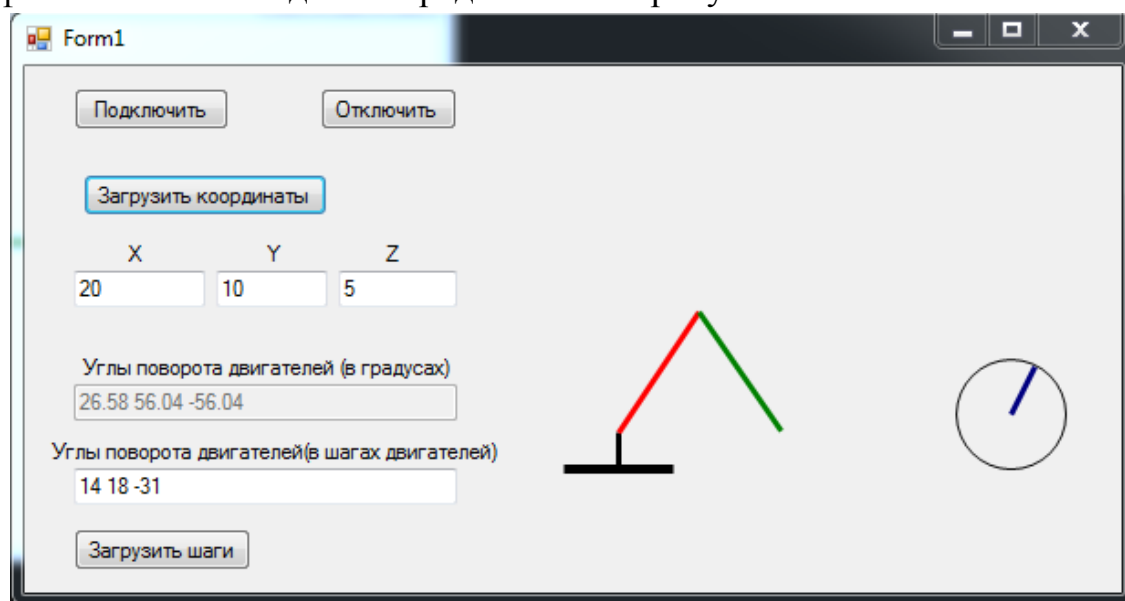 Form1
Подключить Отключить
Загрузить координаты
X Y Z
20 10 5
Углы поворота двигателей (в градусах)
26.58 56.04 -56.04
Углы поворота двигателей(в шагах двигателей)
14 18 -31
Загрузить шаги